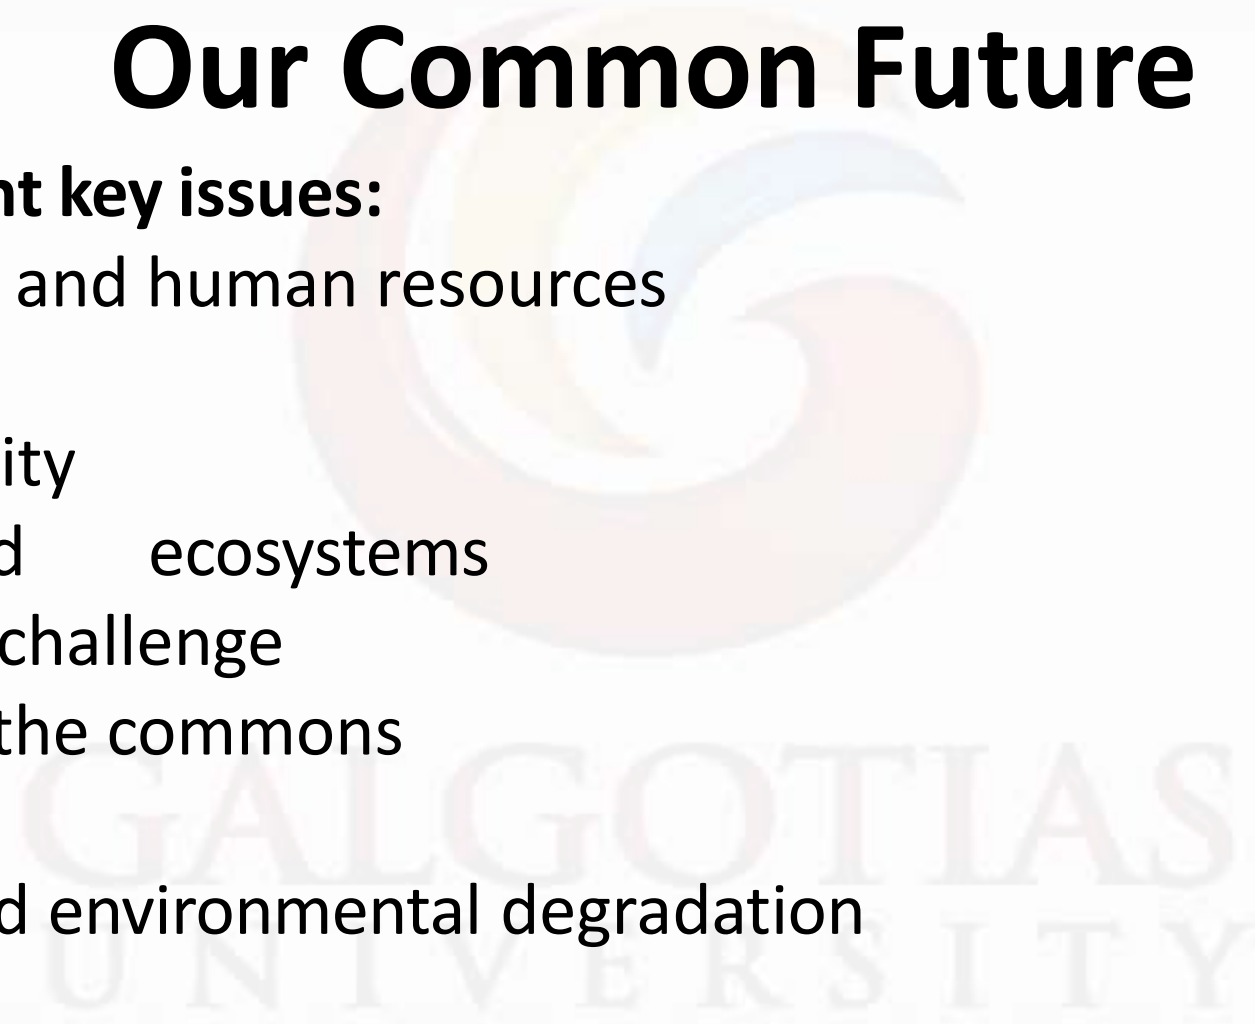 Our Common Future
nt key issues:
and human resources
ity
d ecosystems
challenge
the commons
d environmental degradation
GALGOTIAS
UNIVERSITY